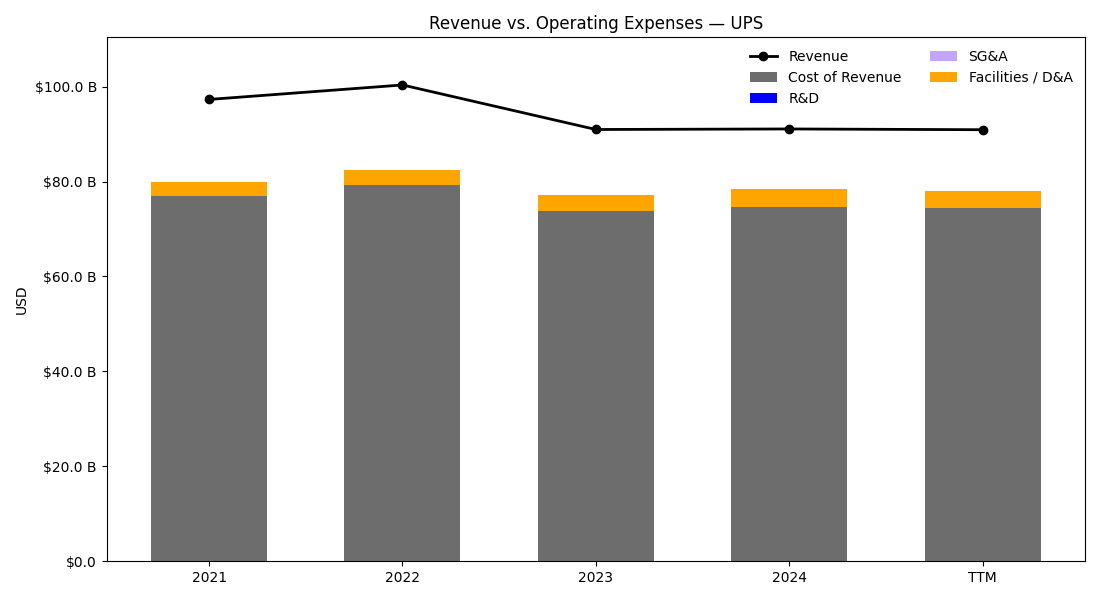 Revenue vs. Operating Expenses — UPS
Revenue
Cost of Revenue
R&D
SG&A
Facilities / D&A
$100.0 B
$80.0 B
$60.0 B
$40.0 B
$20.0 B
$0.0
USD
2021 2022 2023 2024 TTM